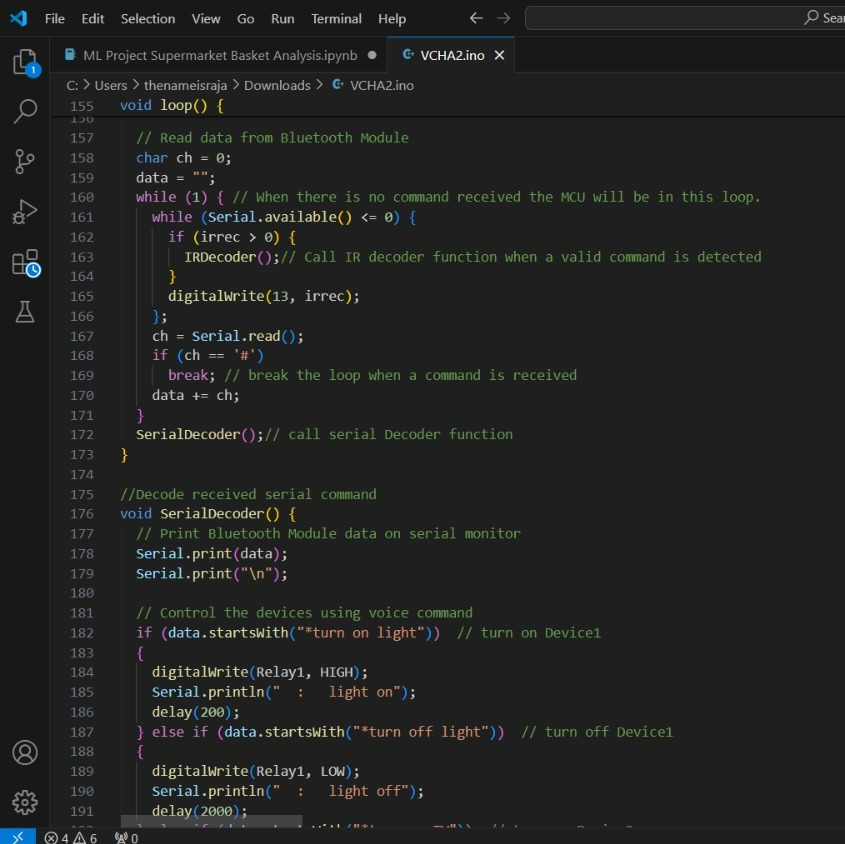 File Edit Selection View Go Run Terminal Help Sear
1 ML Project Supermarket Basket Analysis.ipynb VCHA2.ino
C: > Users > thenameisraja > Downloads > VCHA2.ino
155 void loop() {
156
157 // Read data from Bluetooth Module
158 char ch = 0;
159 data = "";
160 while (1) { // When there is no command received the MCU will be in this loop.
161 while (Serial.available() <= 0) {
162 if (irrec > 0) {
163 IRDecoder();// Call IR decoder function when a valid command is detected
164 }
165 digitalWrite(13, irrec);
166 };
167 ch = Serial.read();
168 if (ch == '#')
169 break; // break the loop when a command is received
170 data += ch;
171 }
172 SerialDecoder();// call serial Decoder function
173 }
174
175 //Decode received serial command
176 void SerialDecoder() {
177 // Print Bluetooth Module data on serial monitor
178 Serial.print(data);
179 Serial.print("\n");
180
181 // Control the devices using voice command
182 if (data.startsWith("*turn on light")) // turn on Device1
183 {
184 digitalWrite(Relay1, HIGH);
185 Serial.println("  :   light on");
186 delay(200);
187 } else if (data.startsWith("*turn off light")) // turn off Device1
188 {
189 digitalWrite(Relay1, LOW);
190 Serial.println("  :   light off");
191 delay(2000);
4 6 0